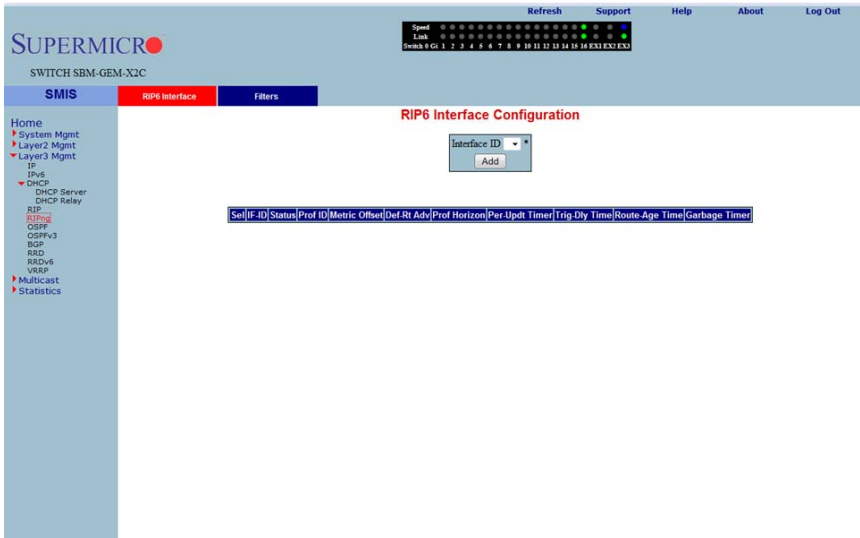 Refresh Support Help About Log Out
SUPERMICRO
SWITCH SBM-GEM-X2C
Speed
Link
Switch 0 Gi 1 2 3 4 5 6 7 8 9 10 11 12 13 14 15 16 EX1 EX2 EX3
SMIS
RIP6 Interface Filters
Home
System Mgmt
Layer2 Mgmt
Layer3 Mgmt
IP
IPv6
DHCP
DHCP Server
DHCP Relay
RIP
RIPng
OSPF
OSPFv3
BGP
RRD
RRDv6
VRRP
Multicast
Statistics
RIP6 Interface Configuration
Interface ID *
Add
Sel IF-ID Status Prof ID Metric Offset Def-Rt Adv Prof Horizon Per-Updt Timer Trig-Dly Time Route-Age Time Garbage Timer